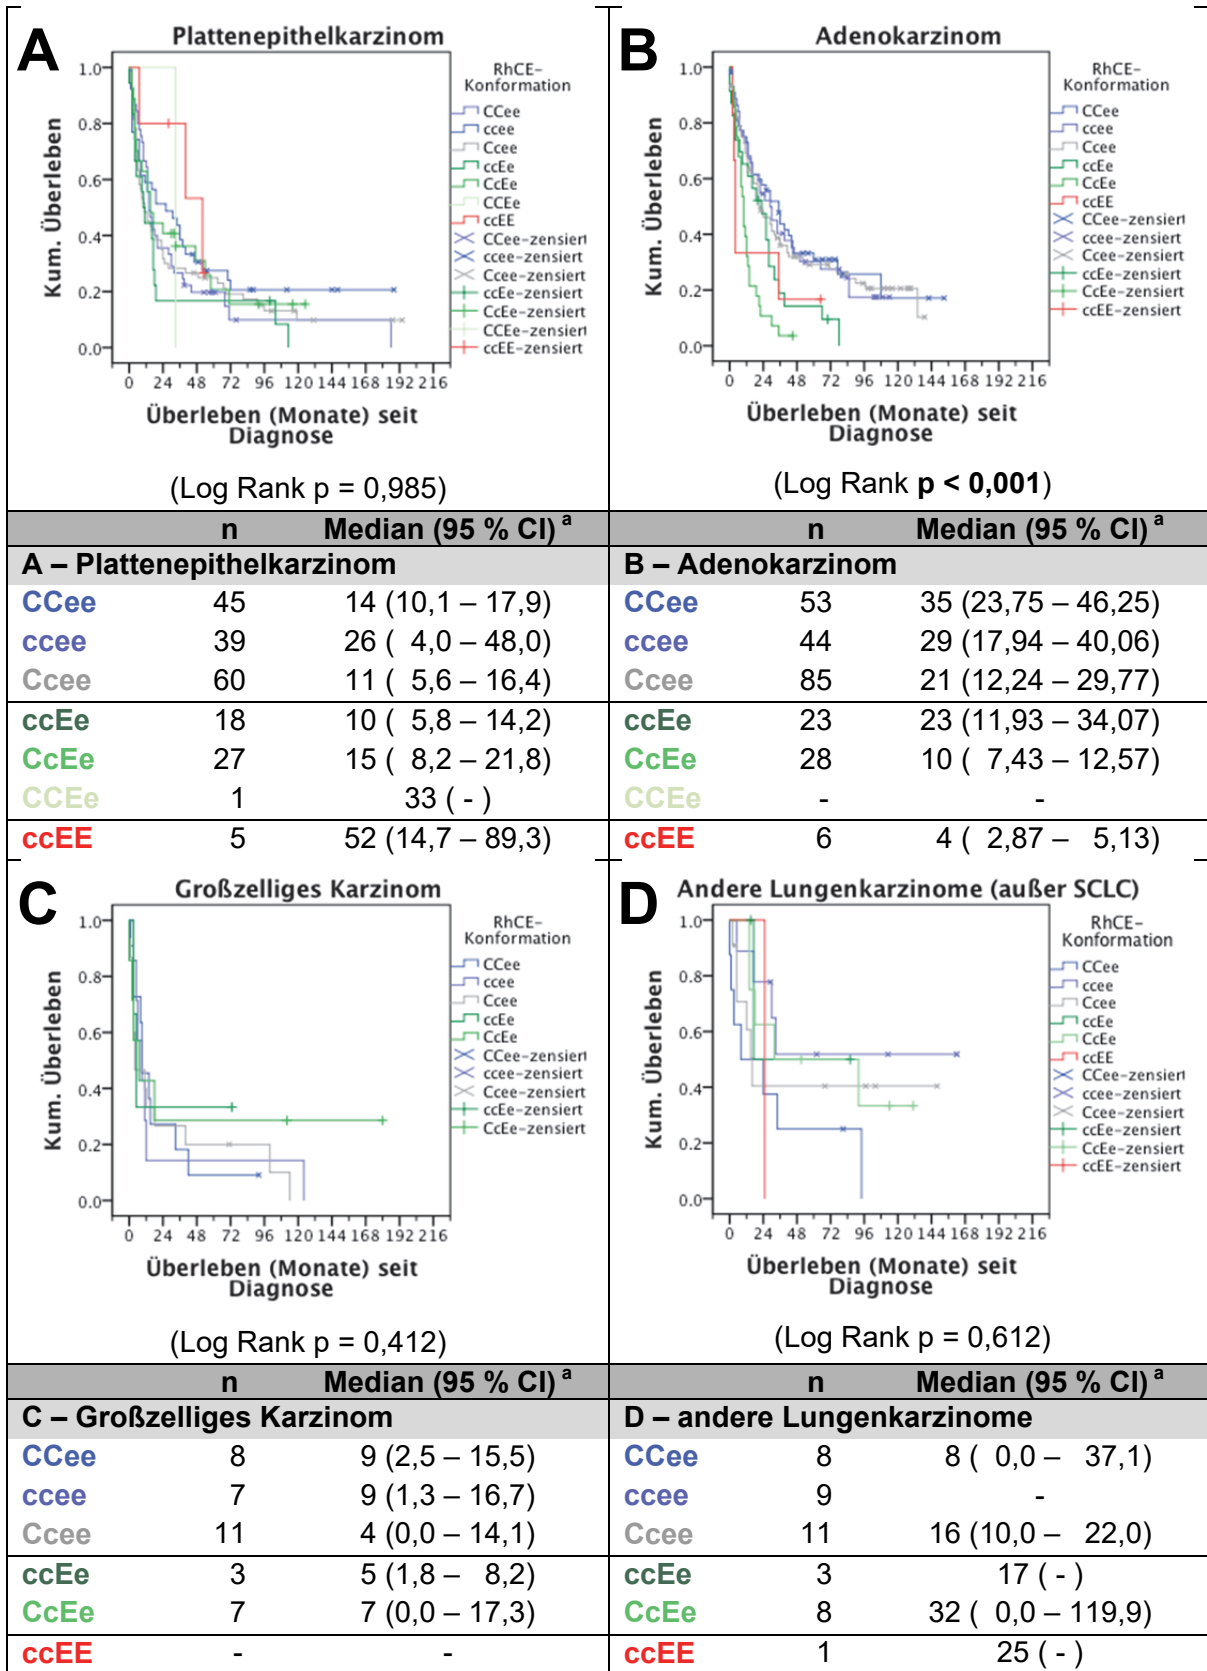 A
Plattenepithelkarzinom
Kum. Überleben
1.0
0.8
0.6
0.4
0.2
0.0
0 24 48 72 96 120 144 168 192 216
Überleben (Monate) seit
Diagnose
RhCE-
Konformation
CCee
ccee
Ccee
ccEe
CcEe
CCEe
ccEE
CCee-zensiert
ccee-zensiert
Ccee-zensiert
ccEe-zensiert
CcEe-zensiert
CCEe-zensiert
ccEE-zensiert
(Log Rank p = 0,985)
B
Adenokarzinom
Kum. Überleben
1.0
0.8
0.6
0.4
0.2
0.0
0 24 48 72 96 120 144 168 192 216
Überleben (Monate) seit
Diagnose
RhCE-
Konformation
CCee
ccee
Ccee
ccEe
CcEe
ccEE
CCee-zensiert
ccee-zensiert
Ccee-zensiert
ccEe-zensiert
CcEe-zensiert
ccEE-zensiert
(Log Rank p < 0,001)
n Median (95 % CI) a
A – Plattenepithelkarzinom
CCee 45 14 (10,1 – 17,9)
ccee 39 26 ( 4,0 – 48,0)
Ccee 60 11 ( 5,6 – 16,4)
ccEe 18 10 ( 5,8 – 14,2)
CcEe 27 15 ( 8,2 – 21,8)
CCEe 1 33 ( - )
ccEE 5 52 (14,7 – 89,3)
n Median (95 % CI) a
B – Adenokarzinom
CCee 53 35 (23,75 – 46,25)
ccee 44 29 (17,94 – 40,06)
Ccee 85 21 (12,24 – 29,77)
ccEe 23 23 (11,93 – 34,07)
CcEe 28 10 ( 7,43 – 12,57)
CCEe - -
ccEE 6 4 ( 2,87 – 5,13)
C
Großzelliges Karzinom
Kum. Überleben
1.0
0.8
0.6
0.4
0.2
0.0
0 24 48 72 96 120 144 168 192 216
Überleben (Monate) seit
Diagnose
RhCE-
Konformation
CCee
ccee
Ccee
ccEe
CcEe
CCee-zensiert
ccee-zensiert
Ccee-zensiert
ccEe-zensiert
CcEe-zensiert
(Log Rank p = 0,412)
D
Andere Lungenkarzinome (außer SCLC)
Kum. Überleben
1.0
0.8
0.6
0.4
0.2
0.0
0 24 48 72 96 120 144 168 192 216
Überleben (Monate) seit
Diagnose
RhCE-
Konformation
CCee
ccee
Ccee
ccEe
CcEe
ccEE
CCee-zensiert
ccee-zensiert
Ccee-zensiert
ccEe-zensiert
CcEe-zensiert
ccEE-zensiert
(Log Rank p = 0,612)
n Median (95 % CI) a
C – Großzelliges Karzinom
CCee 8 9 (2,5 – 15,5)
ccee 7 9 (1,3 – 16,7)
Ccee 11 4 (0,0 – 14,1)
ccEe 3 5 (1,8 – 8,2)
CcEe 7 7 (0,0 – 17,3)
ccEE - -
n Median (95 % CI) a
D – andere Lungenkarzinome
CCee 8 8 ( 0,0 – 37,1)
ccee 9 -
Ccee 11 16 (10,0 – 22,0)
ccEe 3 17 ( - )
CcEe 8 32 ( 0,0 – 119,9)
ccEE 1 25 ( - )